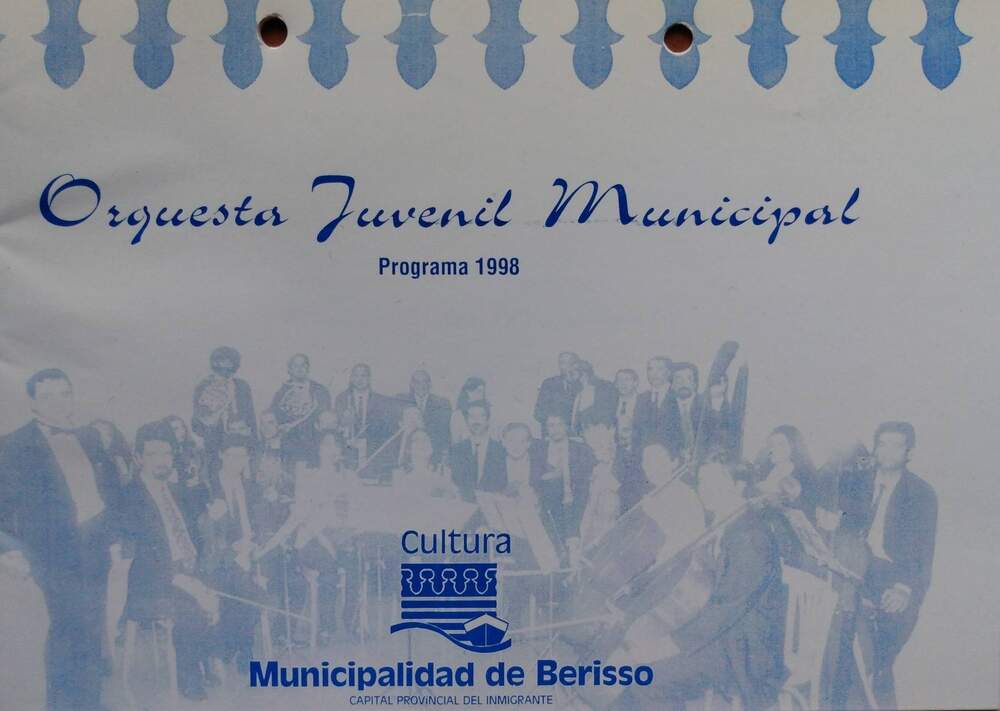 Orquesta Juvenil Municipal
Programa 1998
Cultura
Municipalidad de Berisso
CAPITAL PROVINCIAL DEL INMIGRANTE